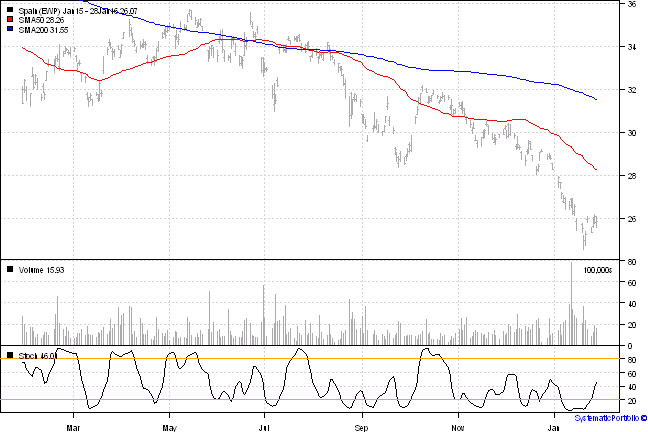 Spain (EWP) Jan15 - 28Jan16 26.07
SMA50 28.26
SMA200 31.55
36
34
32
30
28
26
Volume 15.93
100,000s
80
60
40
20
0
Stoch 46.01
80
60
40
20
Mar
May
Jul
Sep
Nov
Jan
SystematicPortfolio ©